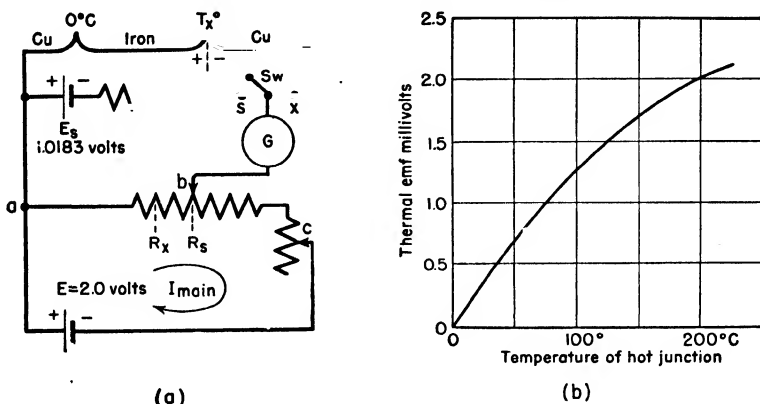 0°C
Tx°
Cu
Iron
Cu
+ -
Sw
+ -
S
x
Es
1.0183 volts
G
b
a
c
Rx
Rs
E=2.0 volts
Imain
+ -
(a)
2.5
2.0
1.5
1.0
0.5
0
Thermal emf millivolts
0
100°
200°C
Temperature of hot junction
(b)